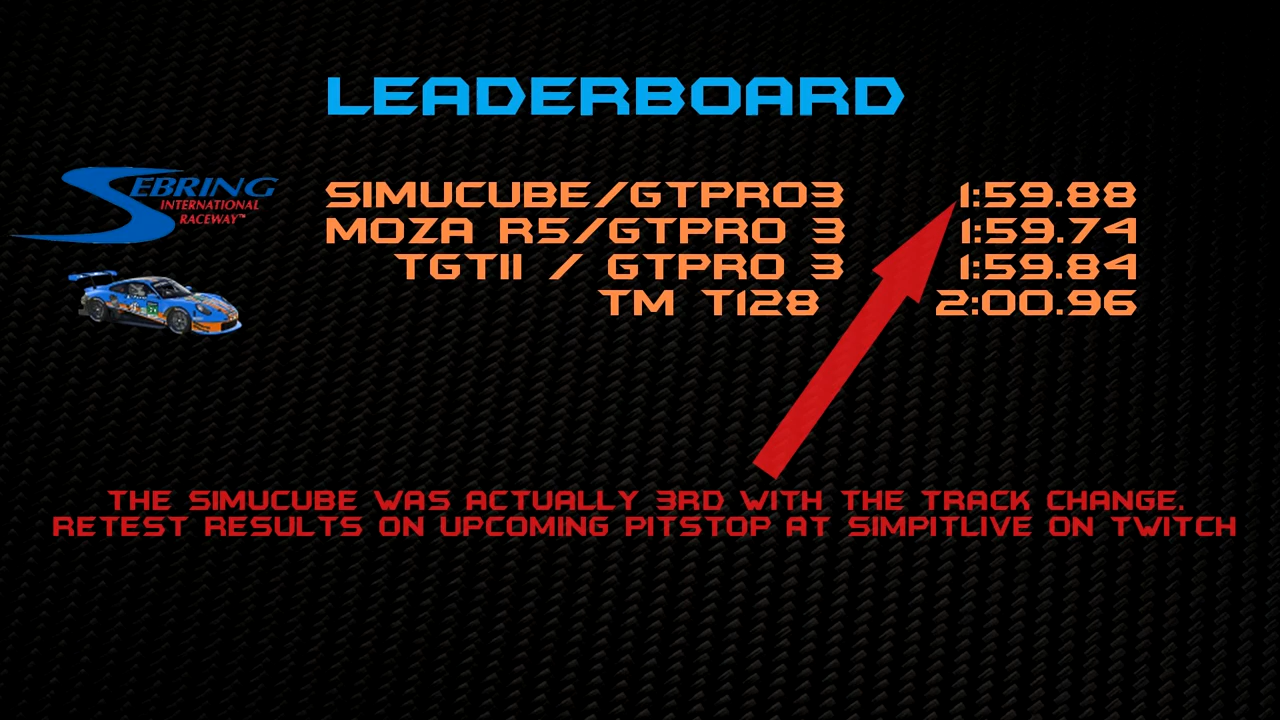 LEADERBOARD
SEBRING
INTERNATIONAL
RACEWAY™
SIMUCUBE/GTPRO3 1:59.88
MOZA R5/GTPRO 3 1:59.74
TGTII / GTPRO 3 1:59.84
TM T128 2:00.96
THE SIMUCUBE WAS ACTUALLY 3RD WITH THE TRACK CHANGE.
RETEST RESULTS ON UPCOMING PITSTOP AT SIMPITLIVE ON TWITCH